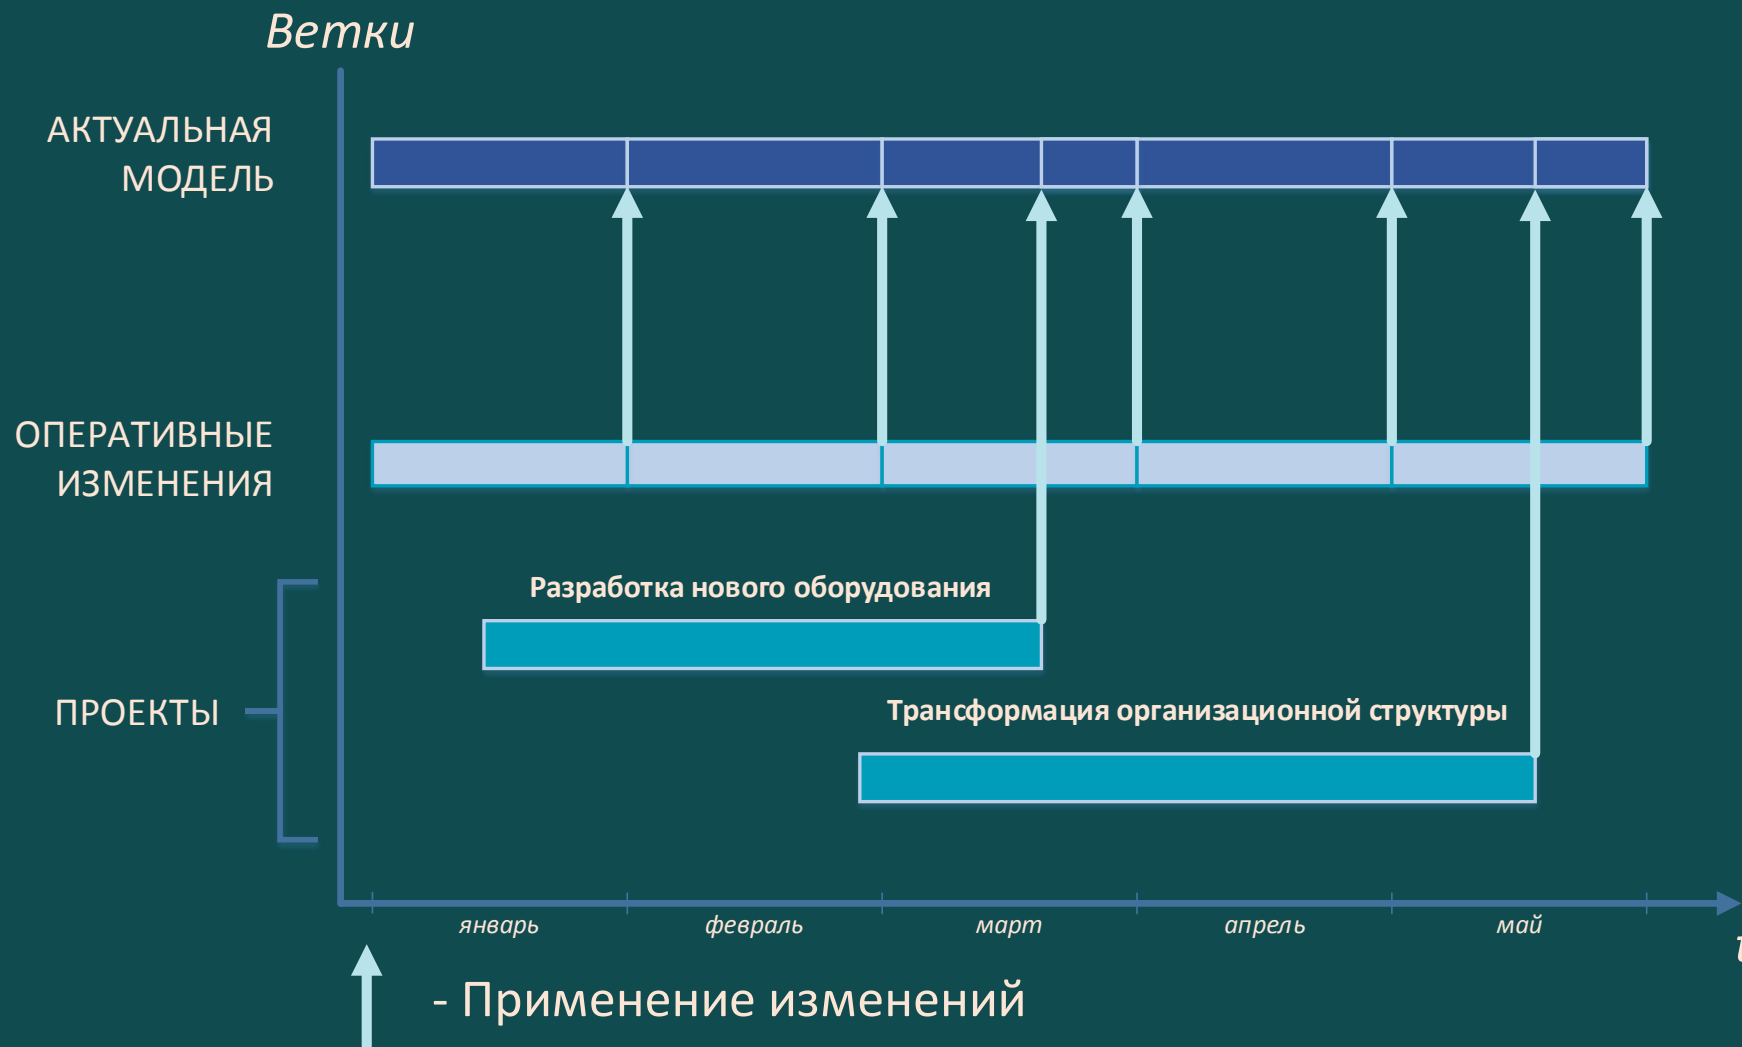 Ветки
АКТУАЛЬНАЯ
МОДЕЛЬ
ОПЕРАТИВНЫЕ
ИЗМЕНЕНИЯ
Разработка нового оборудования
ПРОЕКТЫ
Трансформация организационной структуры
январь февраль март апрель май
- Применение изменений